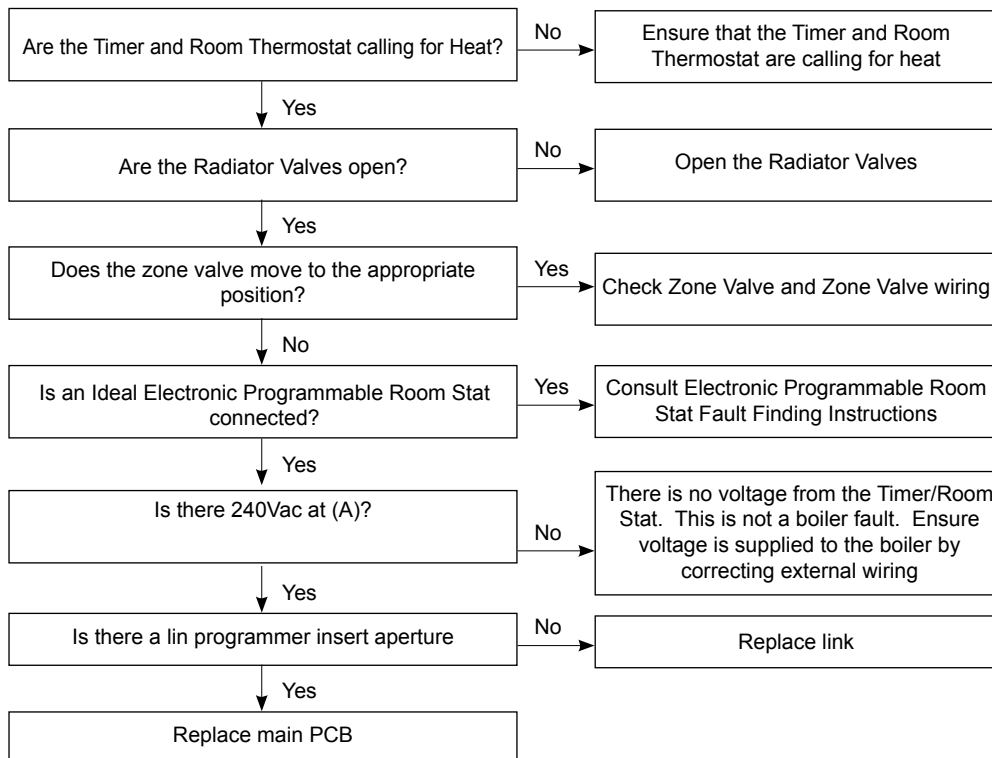 Are the Timer and Room Thermostat calling for Heat?
No
Ensure that the Timer and Room
Thermostat are calling for heat
Yes
Are the Radiator Valves open?
No
Open the Radiator Valves
Yes
Does the zone valve move to the appropriate
position?
Yes
Check Zone Valve and Zone Valve wiring
No
Is an Ideal Electronic Programmable Room Stat
connected?
Yes
Consult Electronic Programmable Room
Stat Fault Finding Instructions
Yes
Is there 240Vac at (A)?
No
There is no voltage from the Timer/Room
Stat. This is not a boiler fault. Ensure
voltage is supplied to the boiler by
correcting external wiring
Yes
Is there a lin programmer insert aperture
No
Replace link
Yes
Replace main PCB